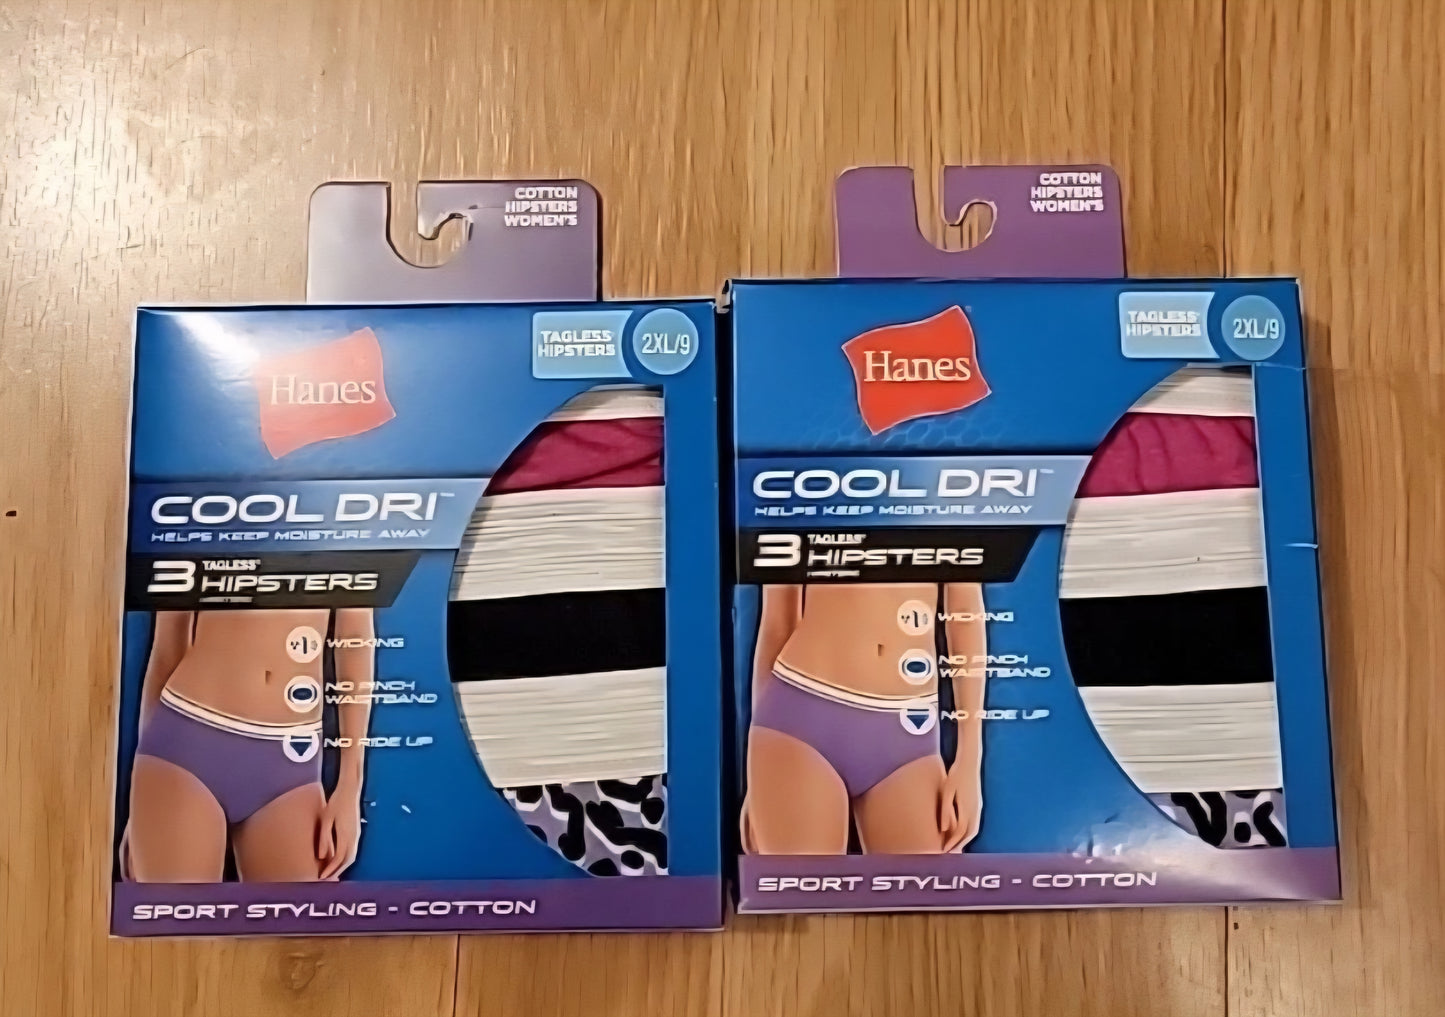 COTTON
HIPSTERS
WOMEN'S
TAGLESS®
HIPSTERS
2XL/9
Hanes
COOL DRI™
HELPS KEEP MOISTURE AWAY
3 TAGLESS®
HIPSTERS
WICKING
NO PINCH
WAISTBAND
NO RIDE UP
SPORT STYLING - COTTON
COTTON
HIPSTERS
WOMEN'S
TAGLESS®
HIPSTERS
2XL/9
Hanes
COOL DRI™
HELPS KEEP MOISTURE AWAY
3 TAGLESS®
HIPSTERS
WICKING
NO PINCH
WAISTBAND
NO RIDE UP
SPORT STYLING - COTTON